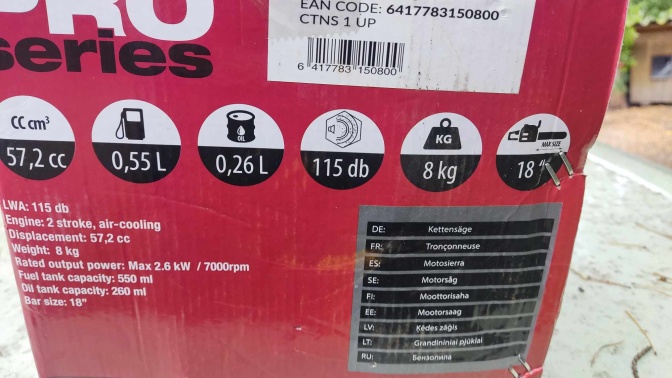 PRO
series
EAN CODE: 6417783150800
CTNS 1 UP
6 417783 150800
CC cm³
57,2 cc
0,55 L
OIL
0,26 L
115 db
KG
8 kg
MAX SIZE
18"
LWA: 115 db
Engine: 2 stroke, air-cooling
Displacement: 57,2 cc
Weight: 8 kg
Rated output power: Max 2.6 kW / 7000rpm
Fuel tank capacity: 550 ml
Oil tank capacity: 260 ml
Bar size: 18"
DE: Kettensäge
FR: Tronçonneuse
ES: Motosierra
SE: Motorsåg
FI: Moottorisaha
EE: Mootorsaag
LV: Ķēdes zāģis
LT: Grandininiai pjūklai
RU: Бензопила